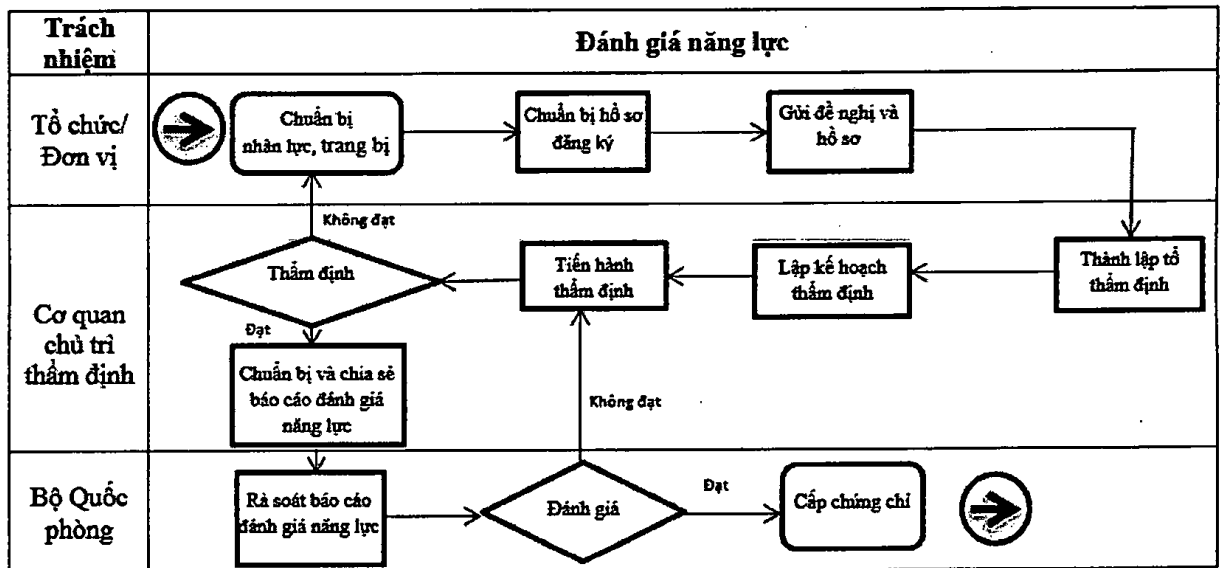 Trách
nhiệm
Đánh giá năng lực
Tổ chức/
Đơn vị
Chuẩn bị
nhân lực, trang bị
Chuẩn bị hồ sơ
đăng ký
Gửi đề nghị và
hồ sơ
Không đạt
Cơ quan
chủ trì
thẩm định
Thẩm định
Tiến hành
thẩm định
Lập kế hoạch
thẩm định
Thành lập tổ
thẩm định
Đạt
Chuẩn bị và chia sẻ
báo cáo đánh giá
năng lực
Không đạt
Bộ Quốc
phòng
Rà soát báo cáo
đánh giá năng lực
Đánh giá
Đạt
Cấp chứng chỉ